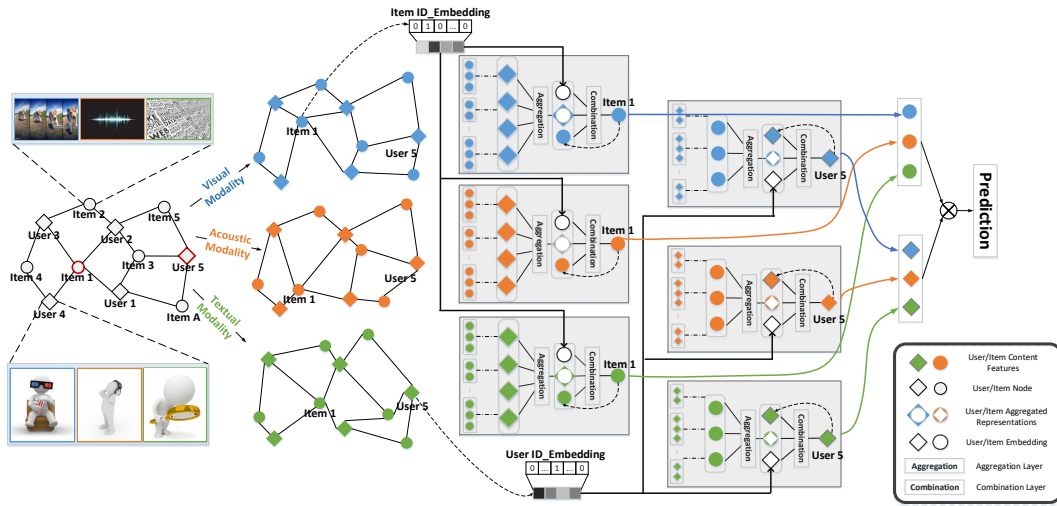 Item ID_Embedding
0 1 0 ... 0
Visual
Modality
Item 1
User 5
Item 2
Item 5
User 3
User 2
Acoustic
Modality
Item 4
Item 1
Item 3
User 5
User 4
User 1
Item A
Textual
Modality
Item 1
User 5
Item 1
User 5
User ID_Embedding
0 ... 1 ... 0
Aggregation
Combination
Item 1
Aggregation
Combination
Item 1
Aggregation
Combination
Item 1
Aggregation
Combination
User 5
Aggregation
Combination
User 5
Aggregation
Combination
User 5
Prediction
User/Item Content
Features
User/Item Node
User/Item Aggregated
Representations
User/Item Embedding
Aggregation Aggregation Layer
Combination Combination Layer